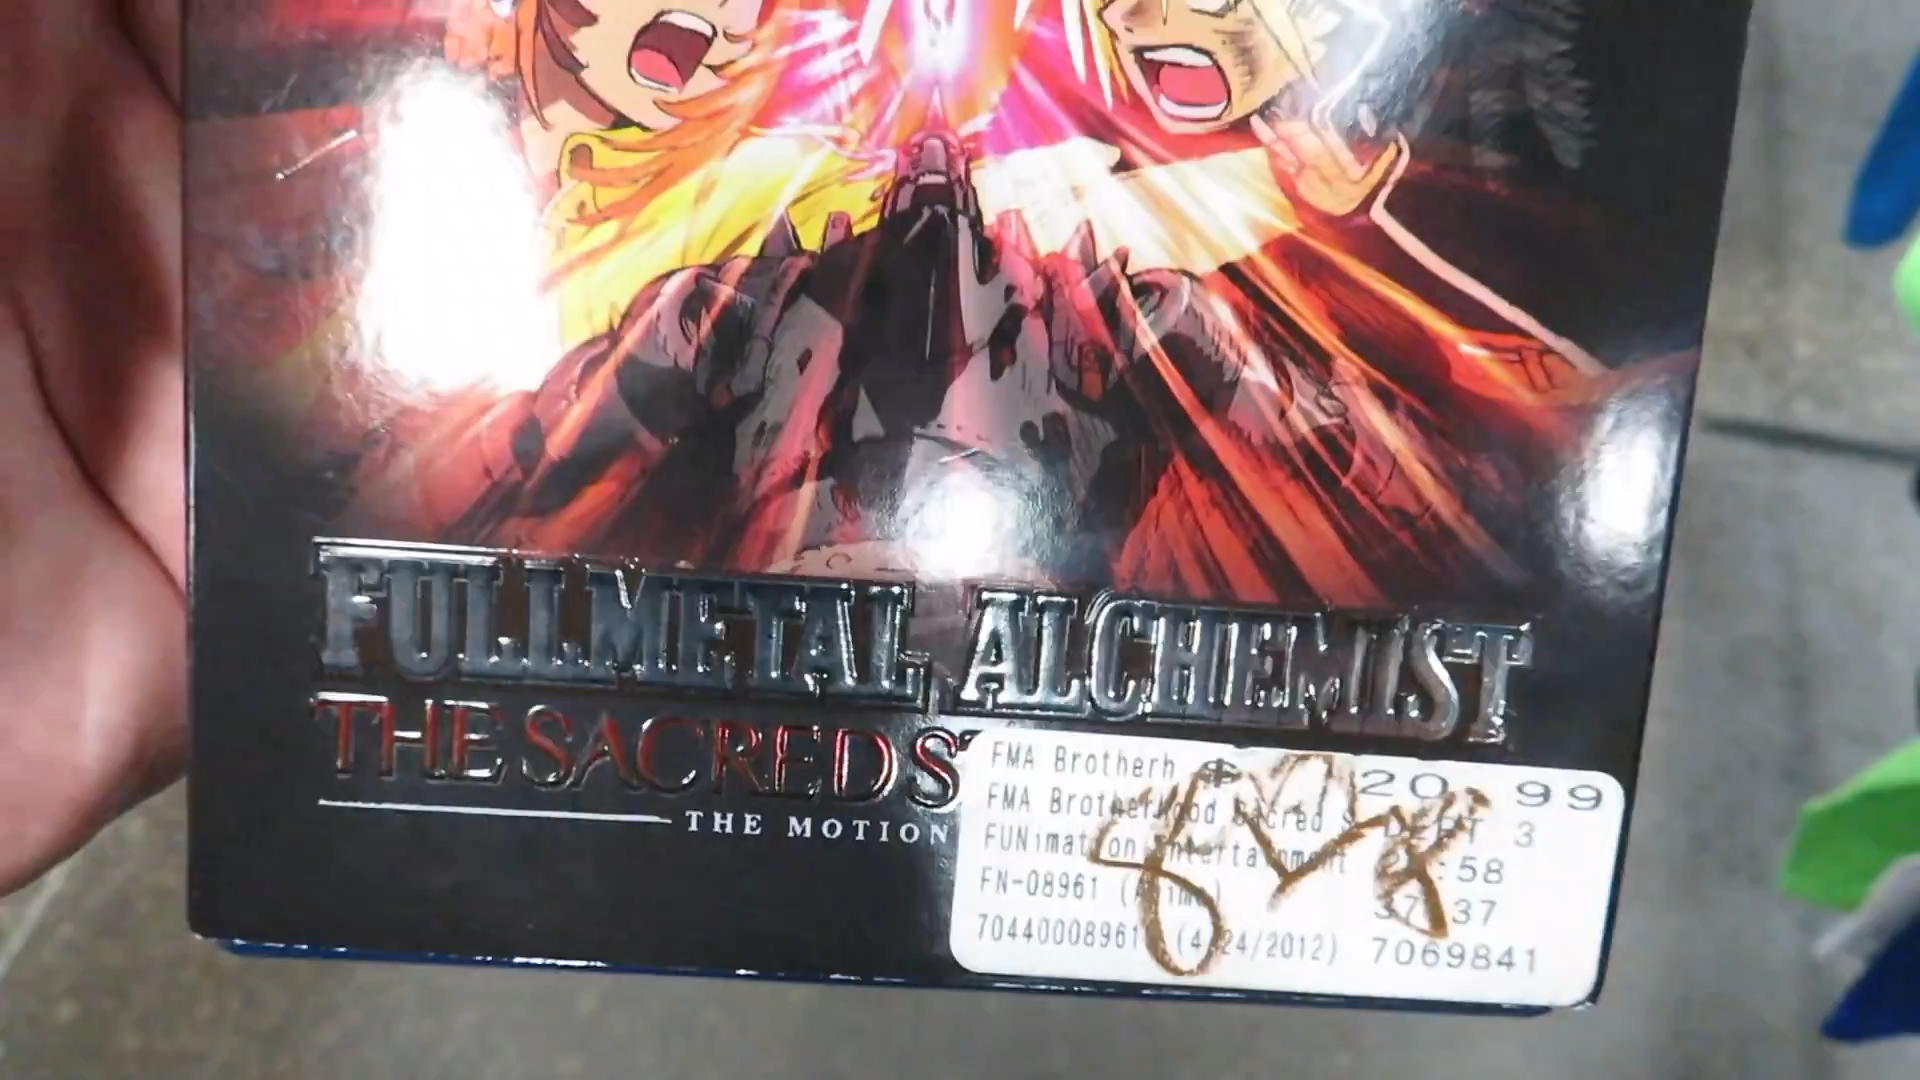 FULLMETAL ALCHEMIST
THE SACRED
THE MOTION
FMA Brotherh 20.99
FMA Brotherhood Sacred S DEPT 3
FUNimation Entertainment :58
FN-08961 (Anime) 37 37
70440008961 (4/24/2012) 7069841